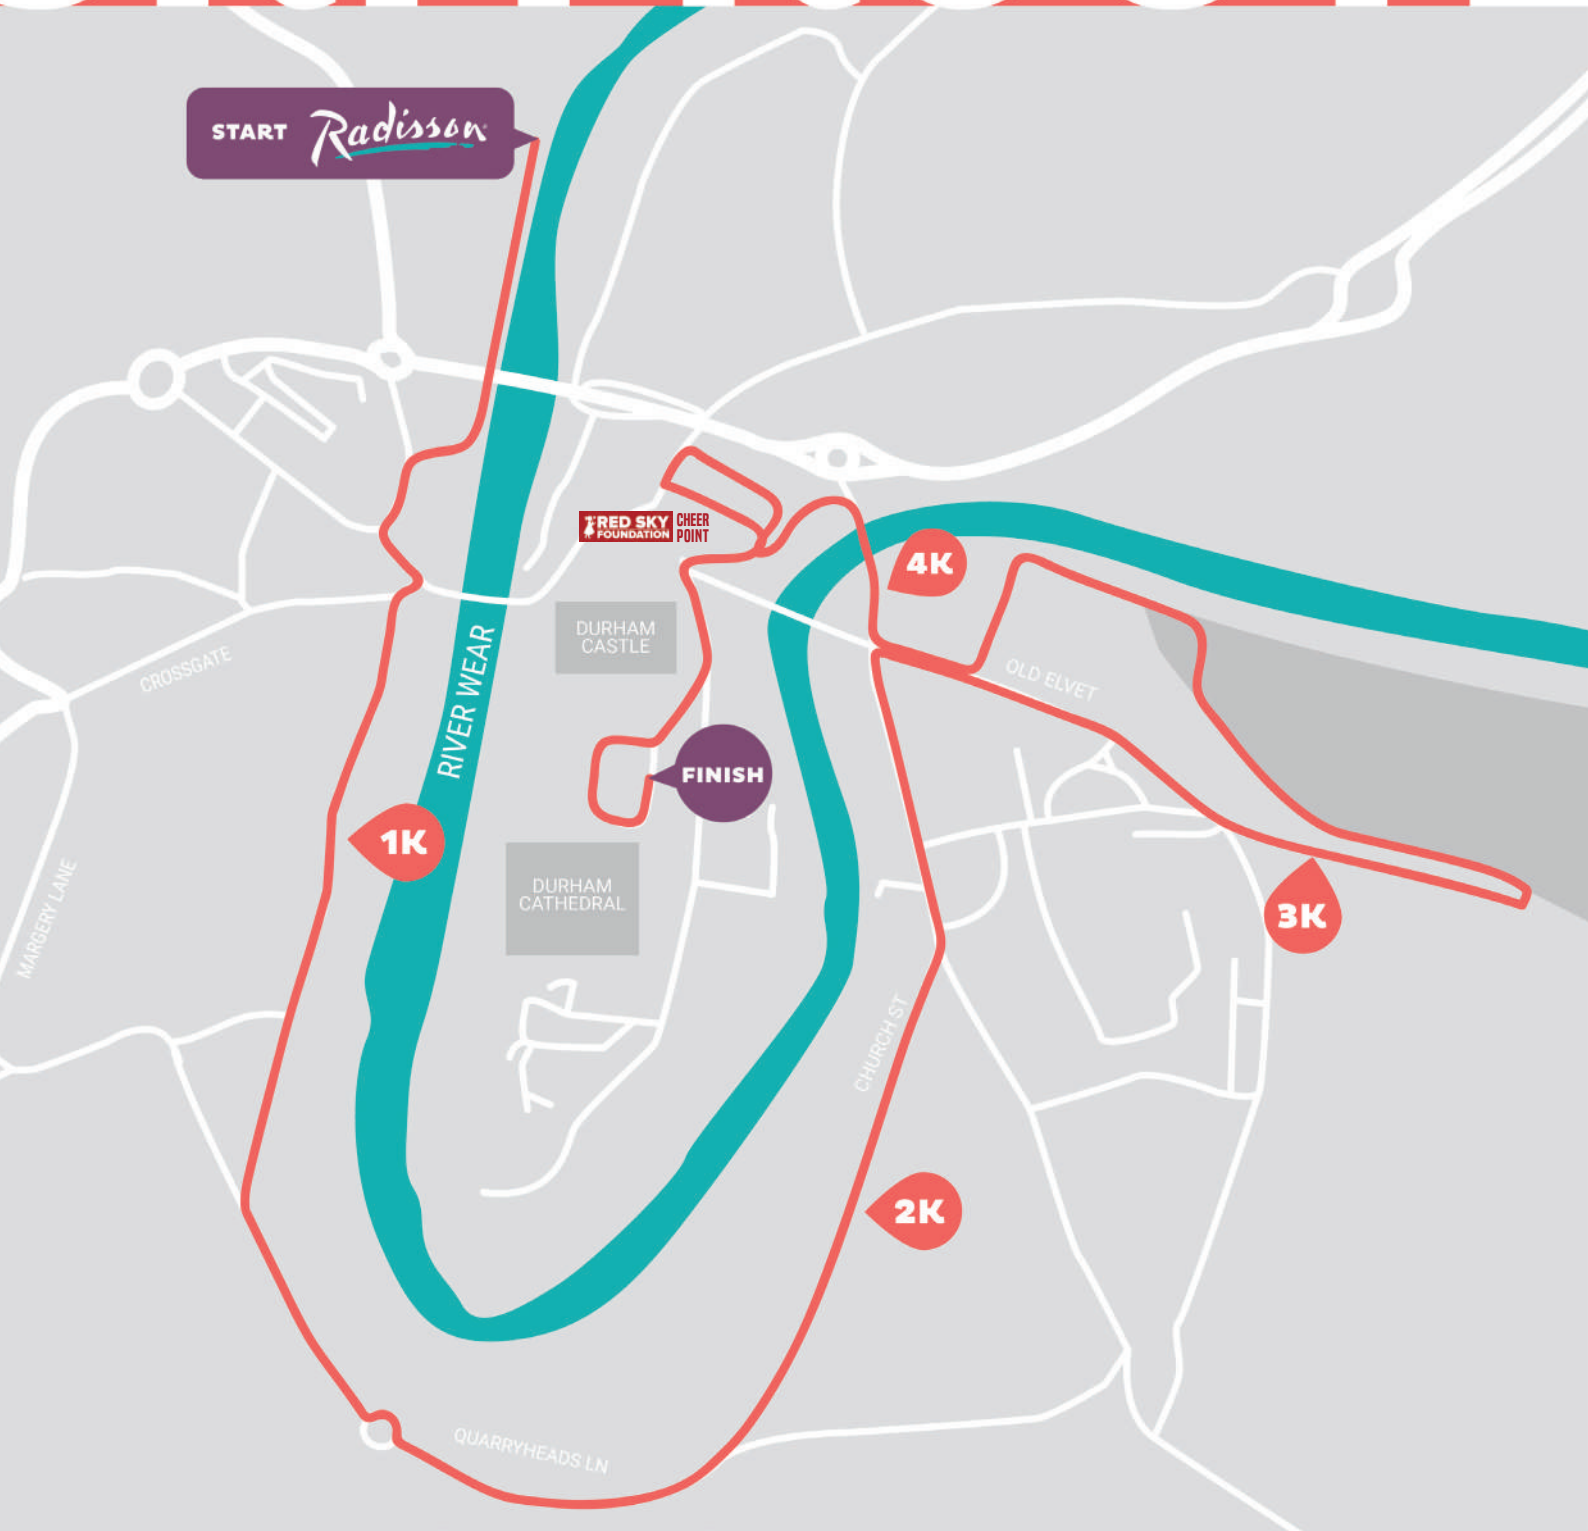 START Radisson
RED SKY
FOUNDATION
CHEER
POINT
4K
DURHAM
CASTLE
RIVER WEAR
CROSSGATE
OLD ELVET
FINISH
1K
DURHAM
CATHEDRAL
MARGERY LANE
3K
CHURCH ST
2K
QUARRYHEADS LN